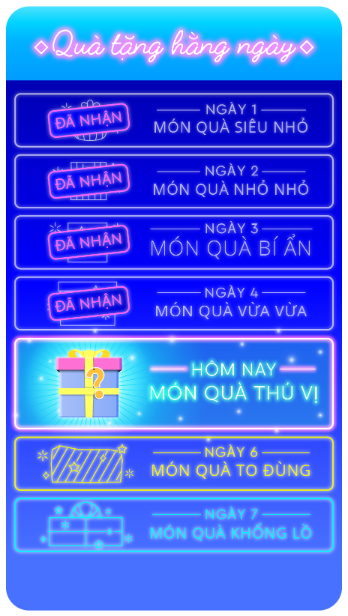 Quà tặng hằng ngày
ĐÃ NHẬN
NGÀY 1
MÓN QUÀ SIÊU NHỎ
ĐÃ NHẬN
NGÀY 2
MÓN QUÀ NHỎ NHỎ
ĐÃ NHẬN
NGÀY 3
MÓN QUÀ BÍ ẨN
ĐÃ NHẬN
NGÀY 4
MÓN QUÀ VỪA VỪA
?
HÔM NAY
MÓN QUÀ THÚ VỊ
NGÀY 6
MÓN QUÀ TO ĐÙNG
NGÀY 7
MÓN QUÀ KHỔNG LỒ